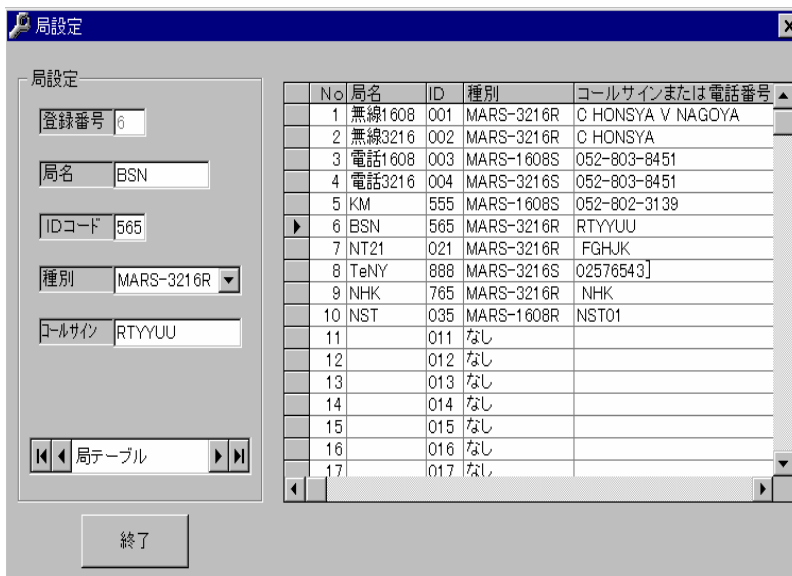 局設定
局設定
登録番号 6
局名 BSN
IDコード 565
種別 MARS-3216R
コールサイン RTYYUU
局テーブル
終了
No 局名 ID 種別 コールサインまたは電話番号
1 無線1608 001 MARS-3216R C HONSYA V NAGOYA
2 無線3216 002 MARS-3216R C HONSYA
3 電話1608 003 MARS-1608S 052-803-8451
4 電話3216 004 MARS-3216S 052-803-8451
5 KM 555 MARS-1608S 052-802-3139
6 BSN 565 MARS-3216R RTYYUU
7 NT21 021 MARS-3216R FGHJK
8 TeNY 888 MARS-3216S 02576543]
9 NHK 765 MARS-3216R NHK
10 NST 035 MARS-1608R NST01
11 011 なし
12 012 なし
13 013 なし
14 014 なし
15 015 なし
16 016 なし
17 017 なし